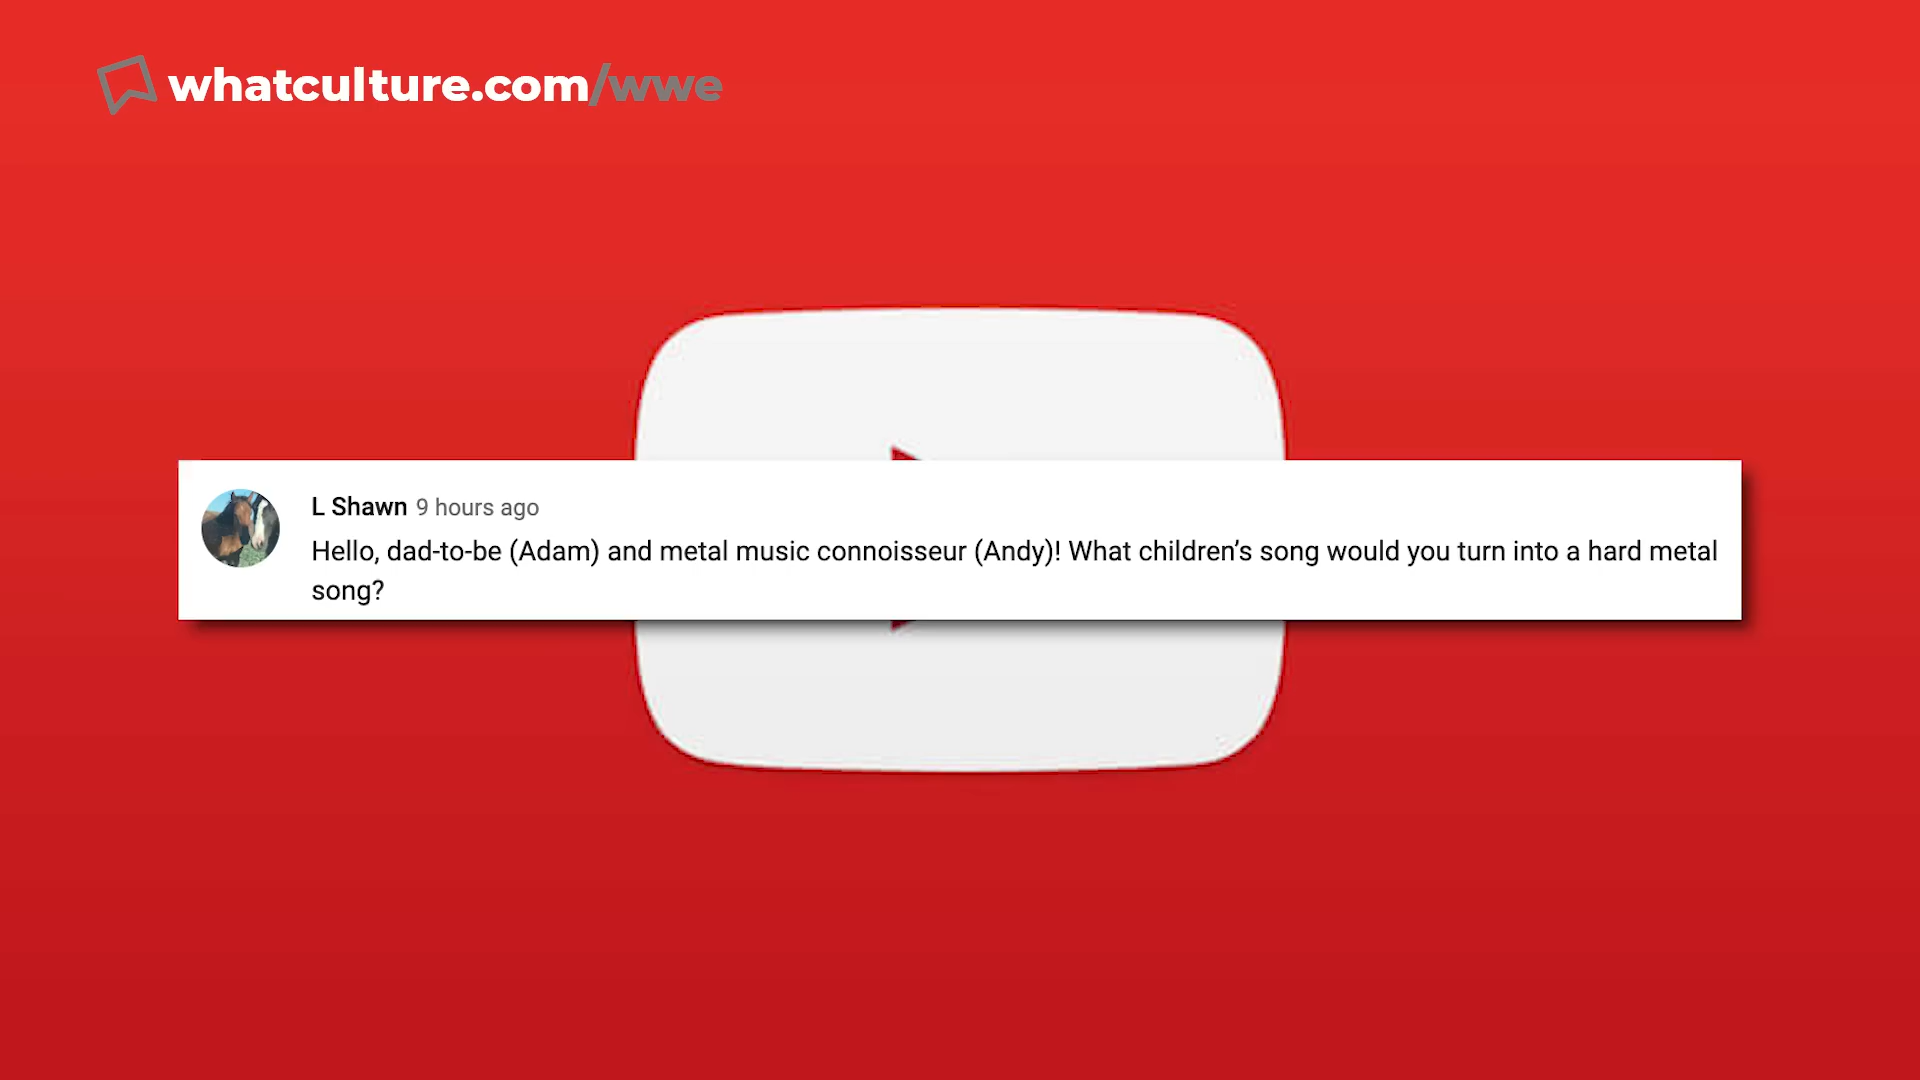 whatculture.com/wwe
L Shawn 9 hours ago
Hello, dad-to-be (Adam) and metal music connoisseur (Andy)! What children’s song would you turn into a hard metal
song?